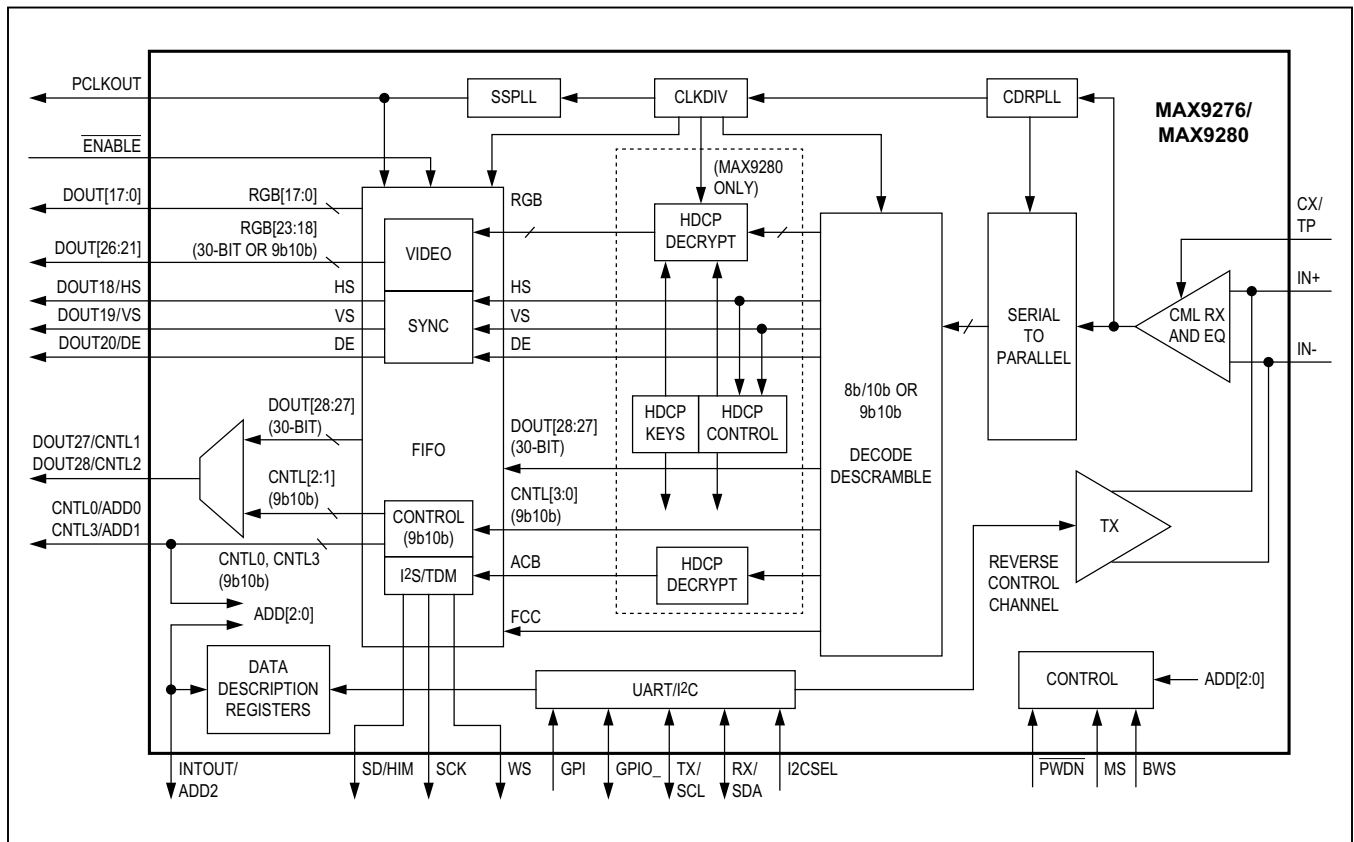 PCLKOUT
SSPLL
CLKDIV
CDRPLL
MAX9276/
MAX9280
ENABLE
(MAX9280
ONLY)
DOUT[17:0]
RGB[17:0]
RGB
HDCP
DECRYPT
CX/
TP
RGB[23:18]
(30-BIT OR 9b10b)
DOUT[26:21]
VIDEO
IN+
DOUT18/HS
HS
HS
DOUT19/VS
VS
SYNC
VS
DOUT20/DE
DE
DE
SERIAL
TO
PARALLEL
CML RX
AND EQ
IN-
8b/10b OR
9b10b
DECODE
DESCRAMBLE
DOUT[28:27]
(30-BIT)
HDCP
KEYS
HDCP
CONTROL
DOUT27/CNTL1
DOUT28/CNTL2
FIFO
DOUT[28:27]
(30-BIT)
CNTL[2:1]
(9b10b)
CNTL[3:0]
(9b10b)
CNTL0/ADD0
CNTL3/ADD1
CONTROL
(9b10b)
TX
CNTL0, CNTL3
(9b10b)
I2S/TDM
ACB
HDCP
DECRYPT
REVERSE
CONTROL
CHANNEL
ADD[2:0]
FCC
DATA
DESCRIPTION
REGISTERS
UART/I2C
CONTROL
ADD[2:0]
INTOUT/
ADD2
SD/HIM
SCK
WS
GPI
GPIO_
TX/
SCL
RX/
SDA
I2CSEL
PWDN
MS
BWS